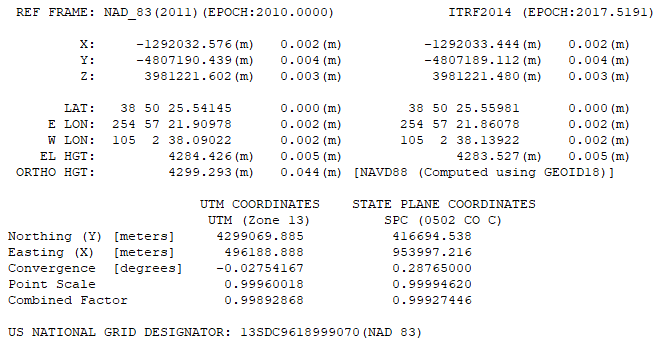 REF FRAME: NAD_83(2011)(EPOCH:2010.0000) ITRF2014 (EPOCH:2017.5191)
X: -1292032.576(m) 0.002(m) -1292033.444(m) 0.002(m)
Y: -4807190.439(m) 0.004(m) -4807189.112(m) 0.004(m)
Z: 3981221.602(m) 0.003(m) 3981221.480(m) 0.003(m)
LAT: 38 50 25.54145 0.000(m) 38 50 25.55981 0.000(m)
E LON: 254 57 21.90978 0.002(m) 254 57 21.86078 0.002(m)
W LON: 105 2 38.09022 0.002(m) 105 2 38.13922 0.002(m)
EL HGT: 4284.426(m) 0.005(m) 4283.527(m) 0.005(m)
ORTHO HGT: 4299.293(m) 0.044(m) [NAVD88 (Computed using GEOID18)]
UTM COORDINATES STATE PLANE COORDINATES
UTM (Zone 13) SPC (0502 CO C)
Northing (Y) [meters] 4299069.885 416694.538
Easting (X) [meters] 496188.888 953997.216
Convergence [degrees] -0.02754167 0.28765000
Point Scale 0.99960018 0.99994620
Combined Factor 0.99892868 0.99927446
US NATIONAL GRID DESIGNATOR: 13SDC9618999070(NAD 83)